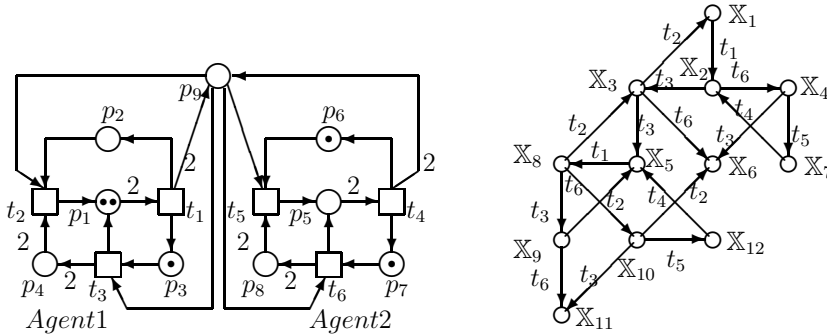 𝕏₁
t₂ t₁
p₉ 𝕏₃ t₃ 𝕏₂ t₆ 𝕏₄
p₂ p₆
t₂ t₃ t₆ t₃ t₄ t₅
2 2
𝕏₈ t₁ 𝕏₅ 𝕏₆ 𝕏₇
t₂ p₁ 2 t₁ t₅ p₅ 2 t₄
t₆ t₂ t₄ t₂
2 2 2 2
t₃
p₄ t₃ p₃ p₈ t₆ p₇
𝕏₉ 𝕏₁₀ t₅ 𝕏₁₂
t₆ t₃
Agent1 Agent2
𝕏₁₁